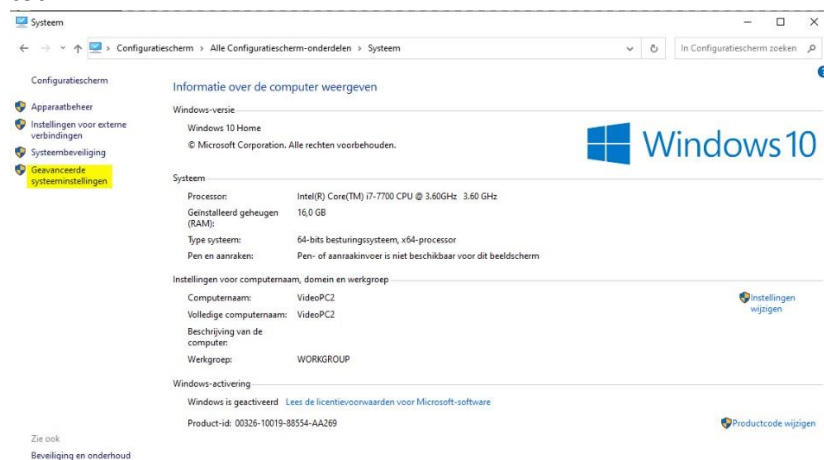 Systeem
Configuratiescherm > Alle Configuratiescherm-onderdelen > Systeem
In Configuratiescherm zoeken
Configuratiescherm
Apparaatbeheer
Instellingen voor externe
verbindingen
Systeembeveiliging
Geavanceerde
systeeminstellingen
Zie ook
Beveiliging en onderhoud
Informatie over de computer weergeven
Windows-versie
Windows 10 Home
© Microsoft Corporation. Alle rechten voorbehouden.
Windows 10
Systeem
Processor: Intel(R) Core(TM) i7-7700 CPU @ 3.60GHz 3.60 GHz
Geïnstalleerd geheugen 16,0 GB
(RAM):
Type systeem: 64-bits besturingssysteem, x64-processor
Pen en aanraken: Pen- of aanraakinvoer is niet beschikbaar voor dit beeldscherm
Instellingen voor computernaam, domein en werkgroep
Computernaam: VideoPC2
Instellingen
wijzigen
Volledige computernaam: VideoPC2
Beschrijving van de
computer:
Werkgroep: WORKGROUP
Windows-activering
Windows is geactiveerd Lees de licentievoorwaarden voor Microsoft-software
Product-id: 00326-10019-88554-AA269
Productcode wijzigen